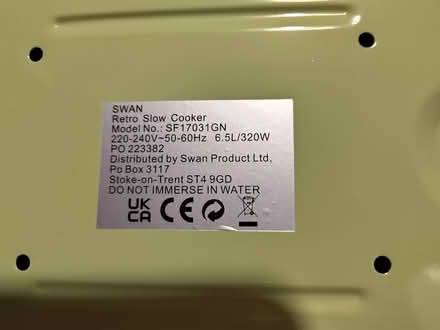 SWAN
Retro Slow Cooker
Model No.: SF17031GN
220-240V~50-60Hz 6.5L/320W
PO 223382
Distributed by Swan Product Ltd,
Po Box 3117
Stoke-on-Trent ST4 9GD
DO NOT IMMERSE IN WATER
UK
CA CE